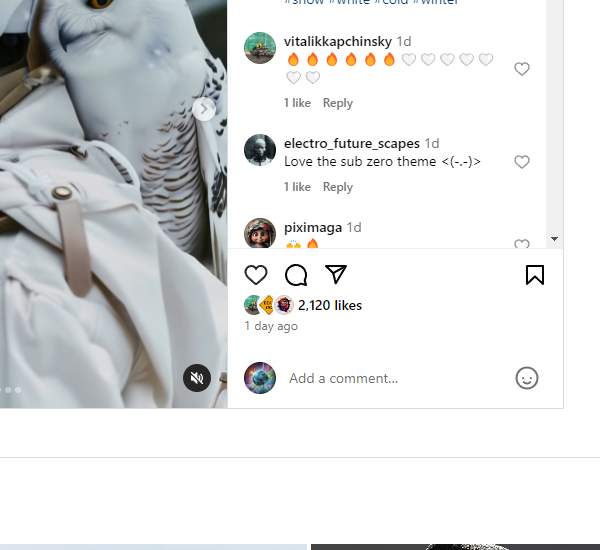 #snow #white #cold #winter
vitalikkapchinsky 1d
🔥🔥🔥🔥🔥🔥🤍🤍🤍🤍🤍
🤍🤍
1 like Reply
electro_future_scapes 1d
Love the sub zero theme <(-.-)>
1 like Reply
piximaga 1d
🙌🔥
2,120 likes
1 day ago
Add a comment...